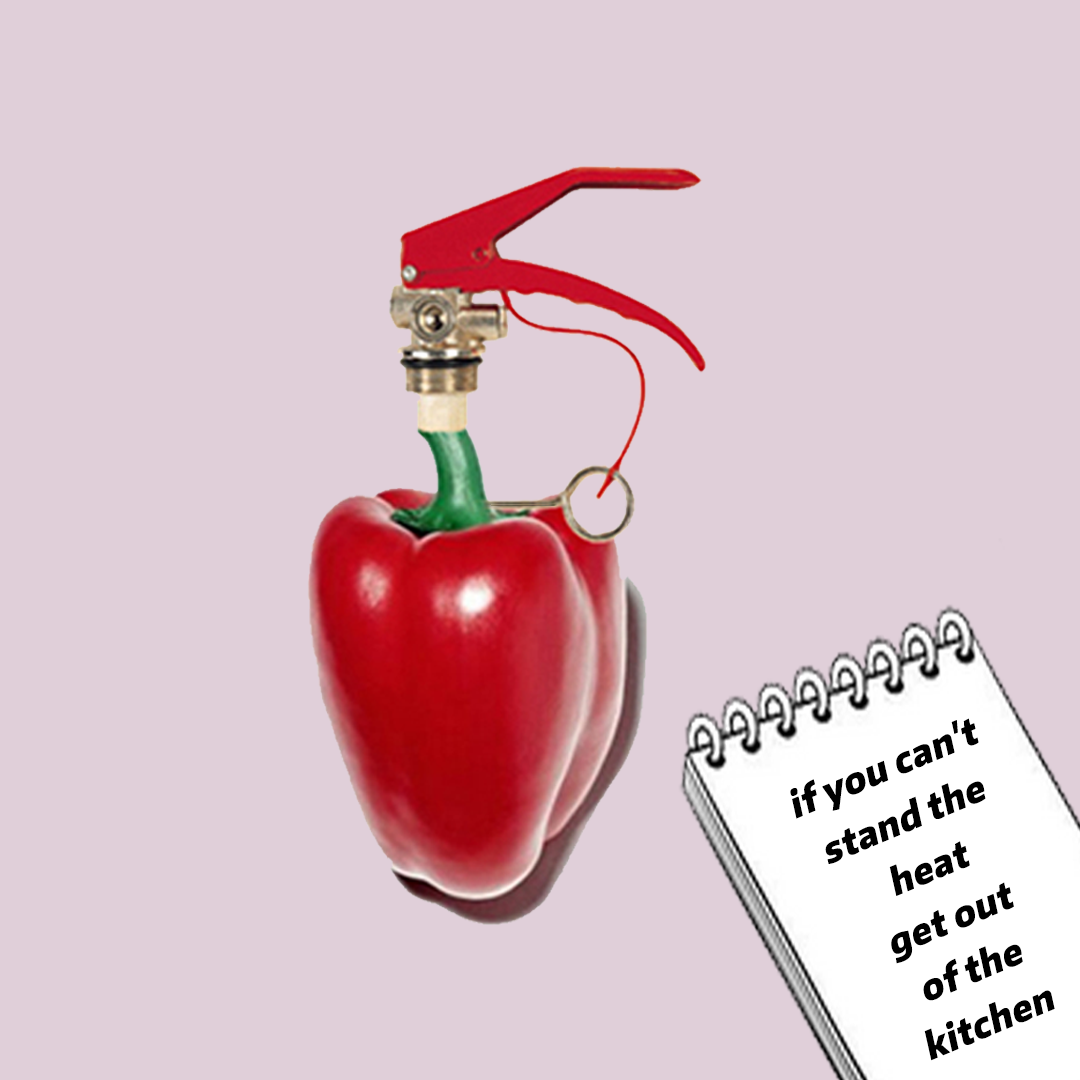 if you can't
stand the
heat
get out
of the
kitchen